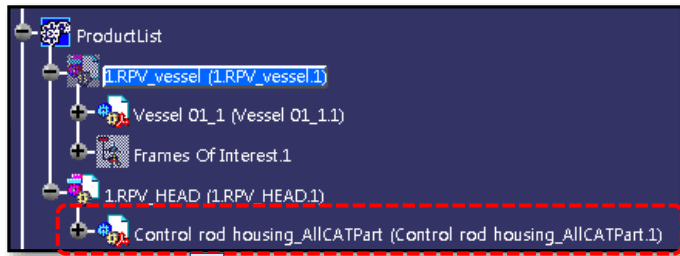 ProductList
1.RPV_vessel (1.RPV_vessel.1)
Vessel 01_1 (Vessel 01_1.1)
Frames Of Interest.1
1.RPV_HEAD (1.RPV_HEAD.1)
Control rod housing_AllCATPart (Control rod housing_AllCATPart.1)